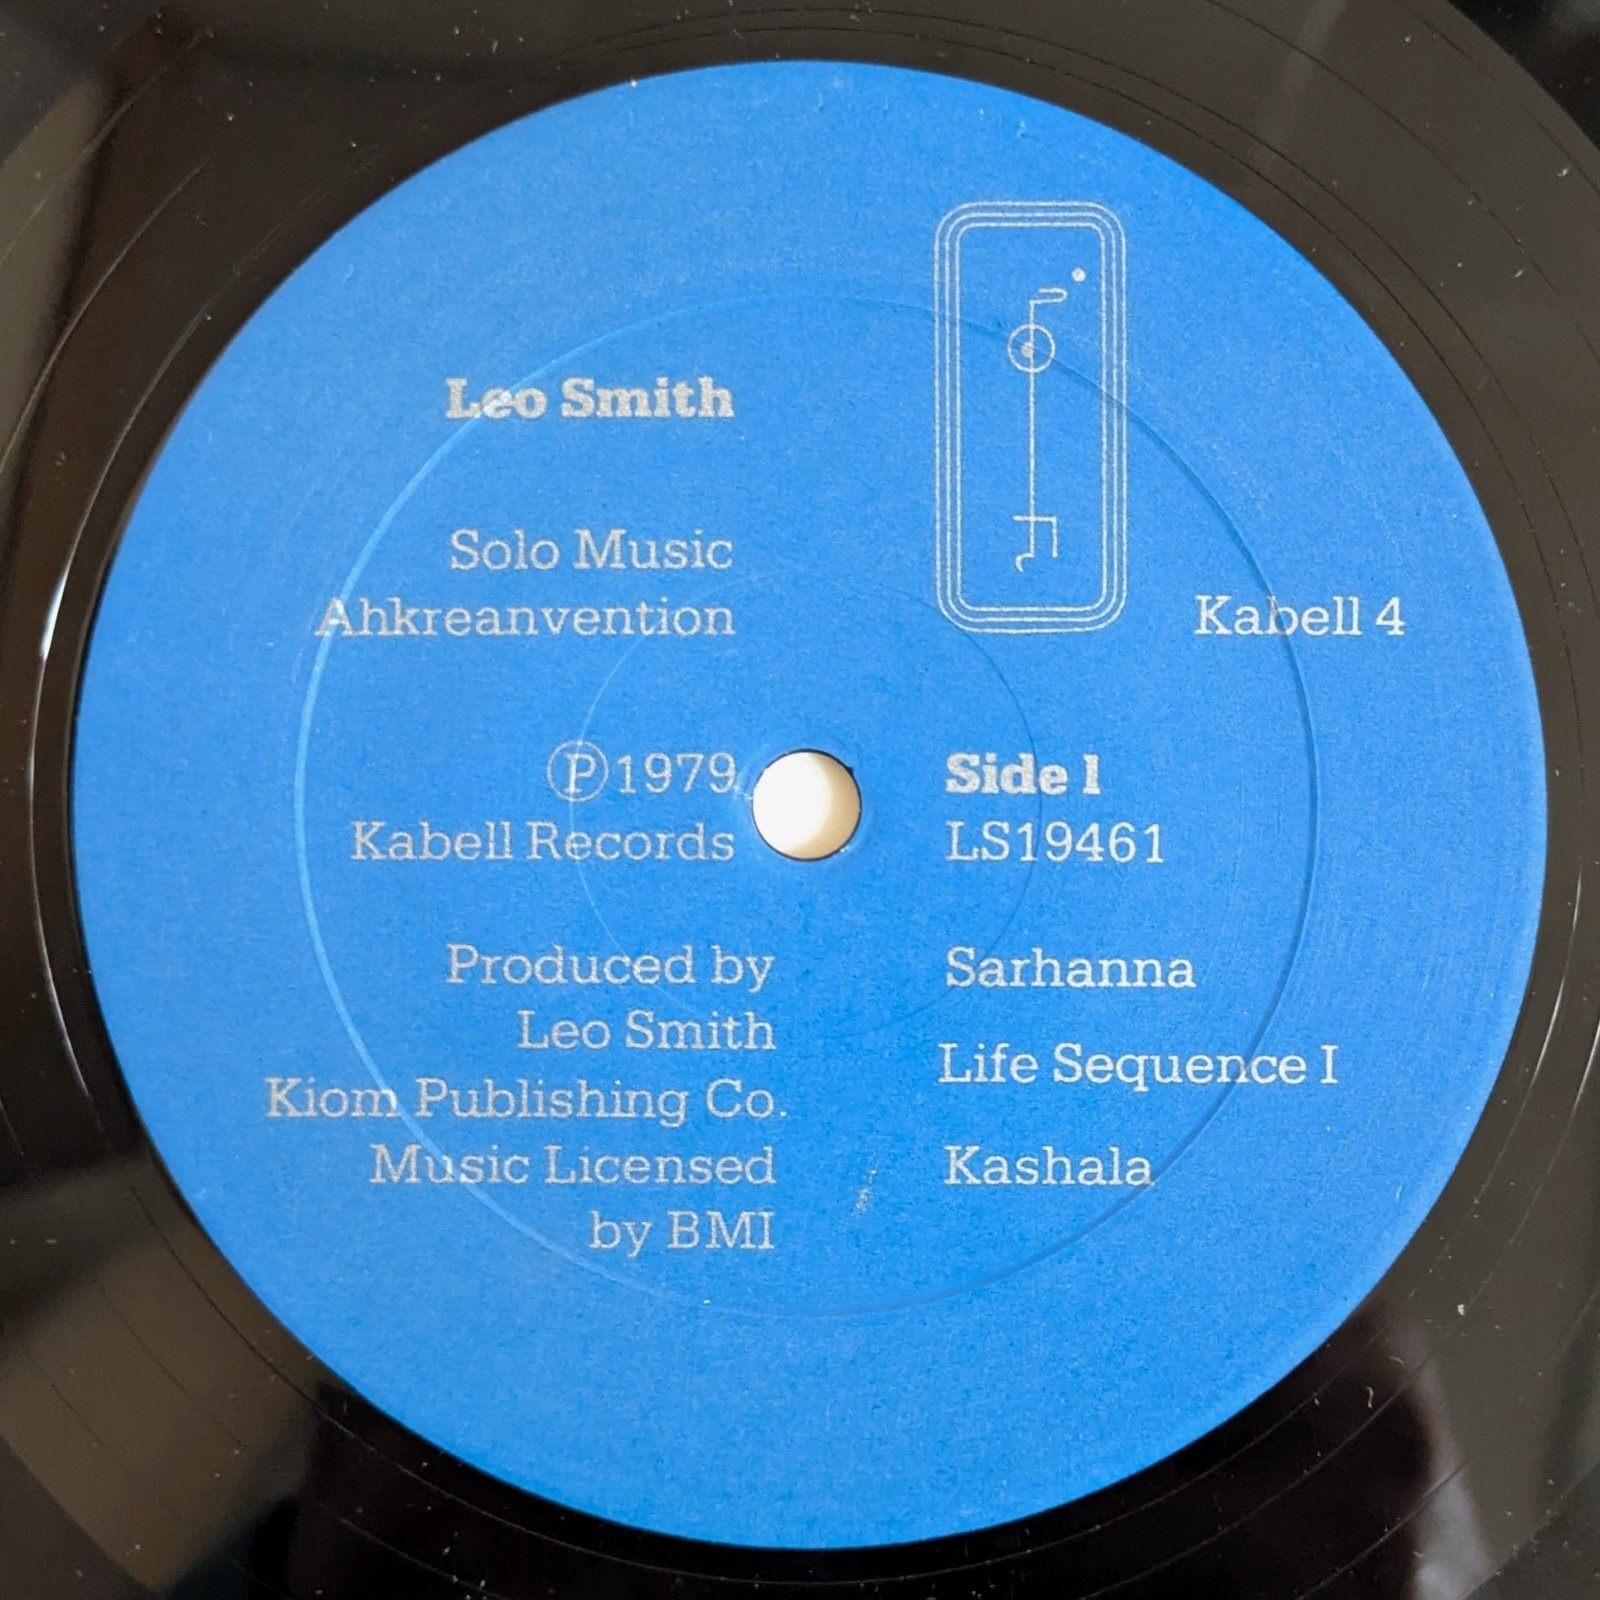 Leo Smith
Solo Music
Ahkreanvention
Kabell 4
Ⓟ1979
Kabell Records
Side 1
LS19461
Produced by
Leo Smith
Kiom Publishing Co.
Music Licensed
by BMI
Sarhanna
Life Sequence I
Kashala